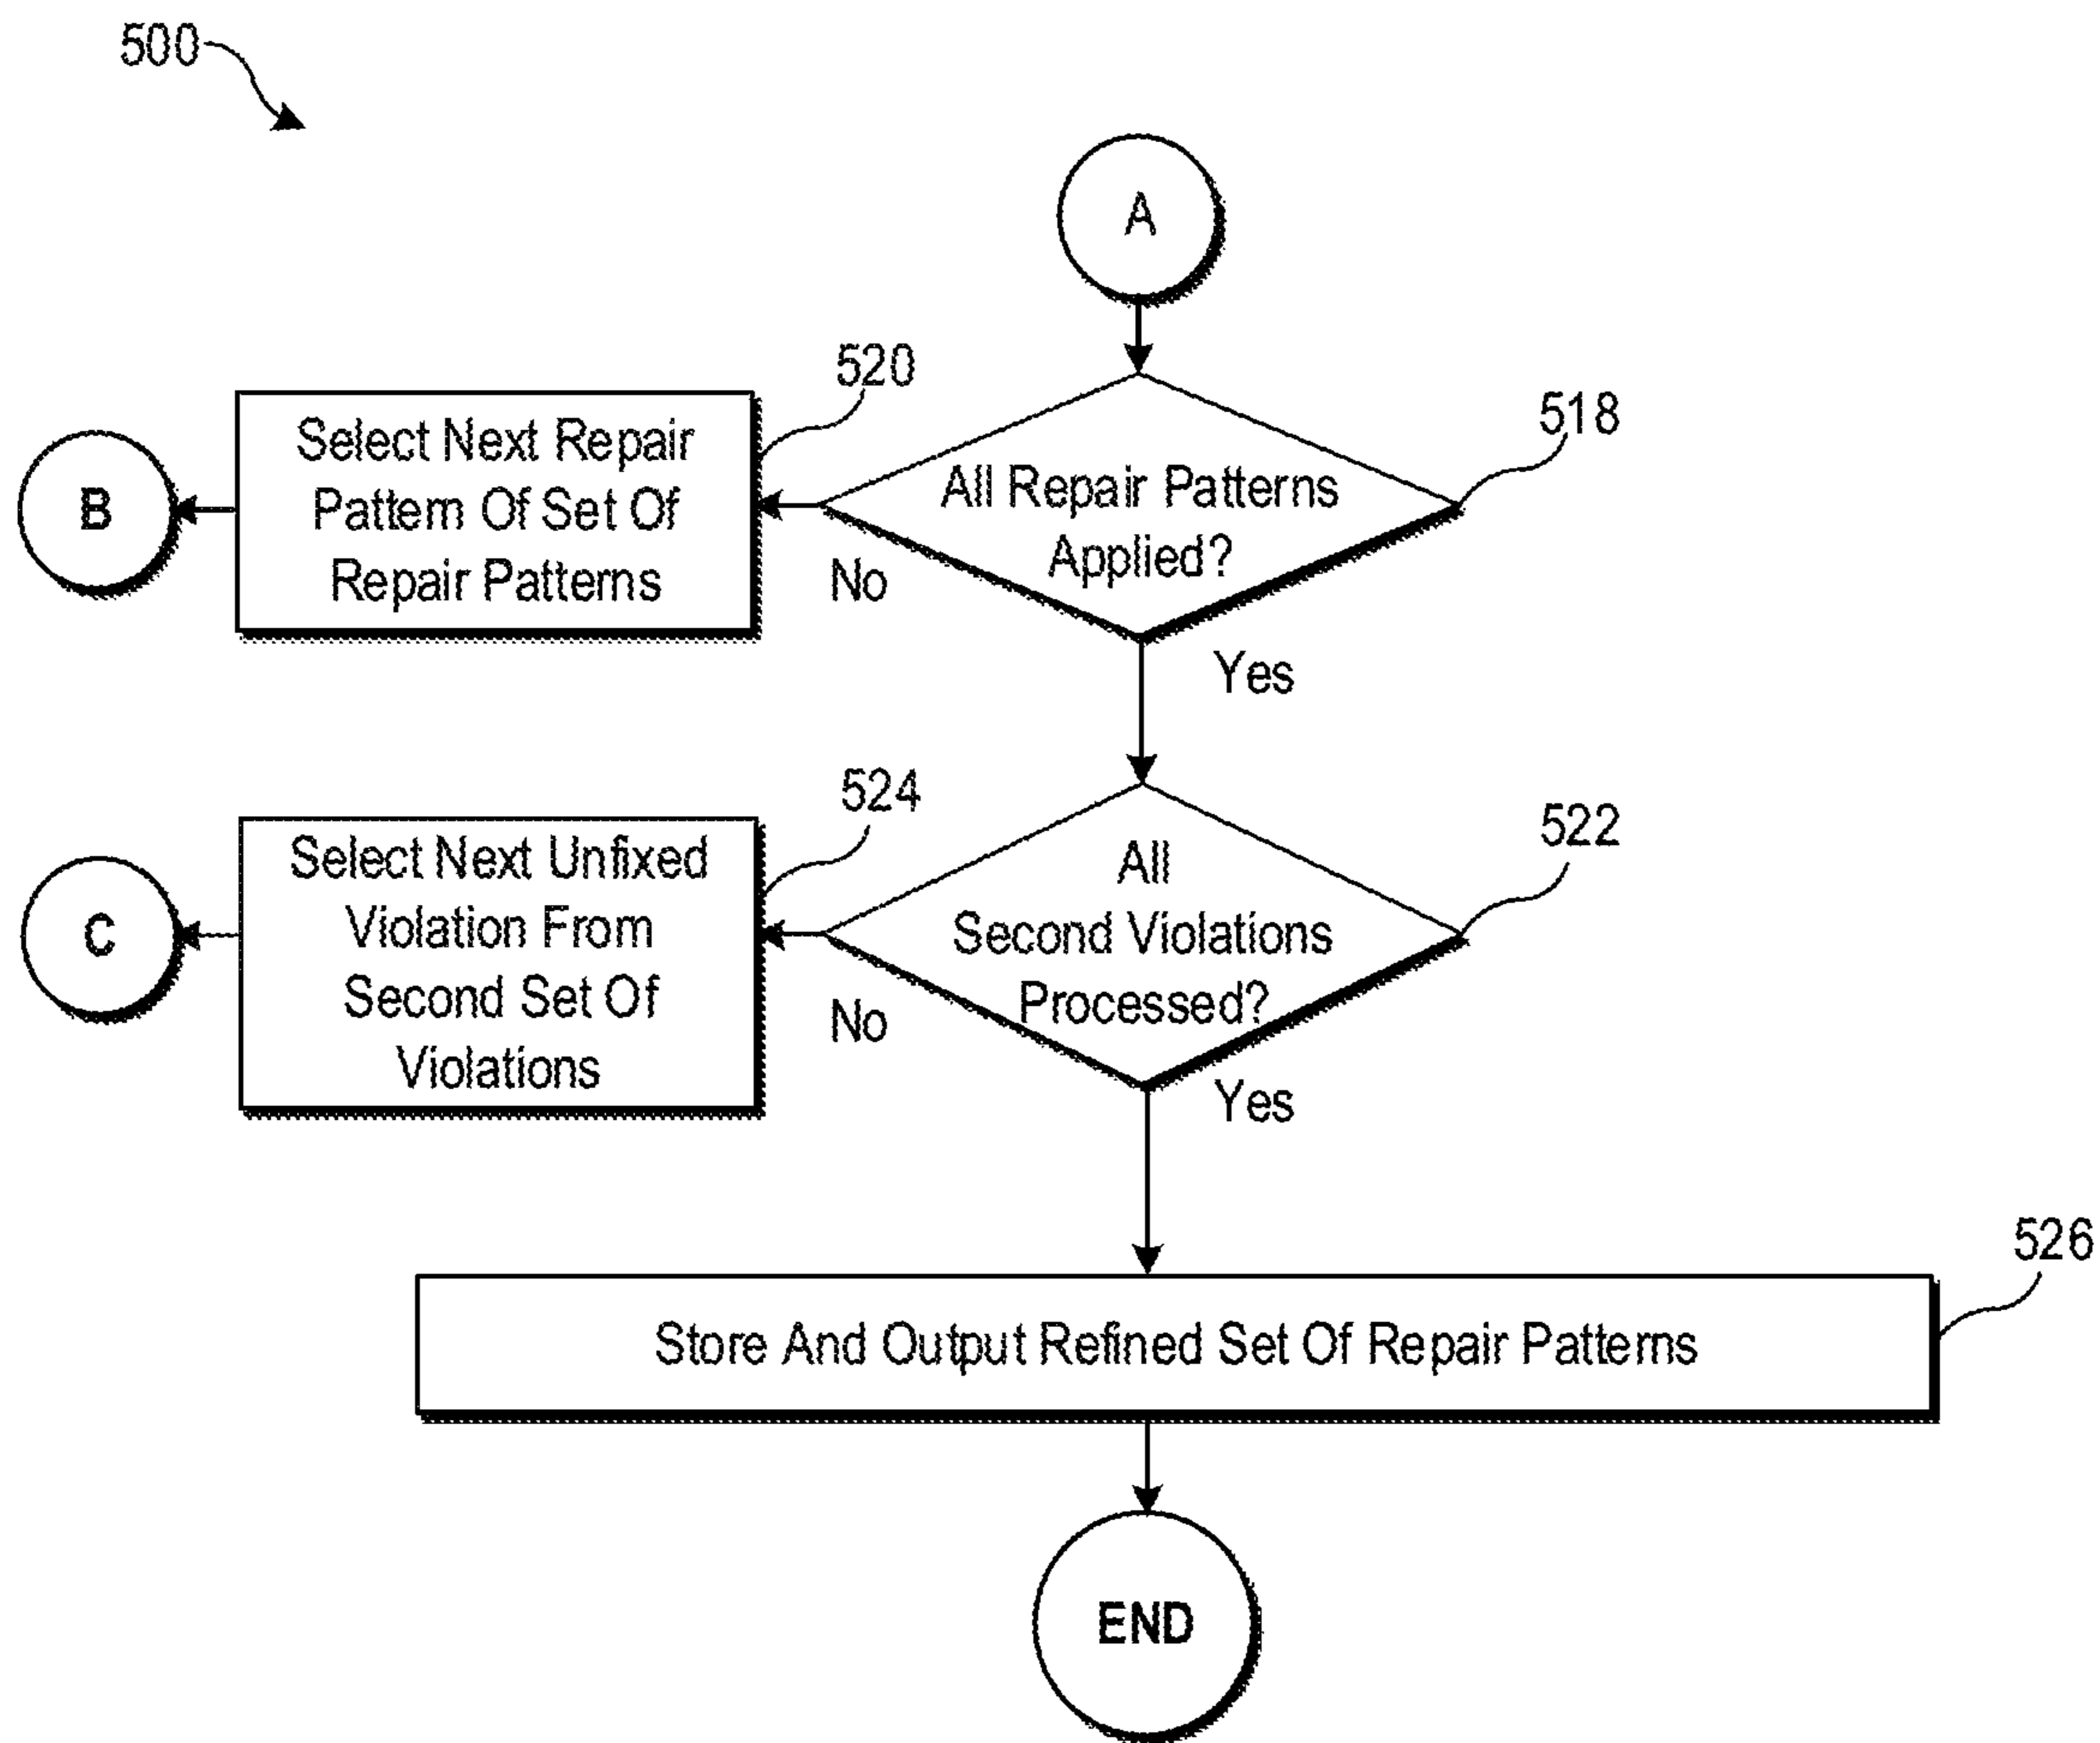 500
A
520
518
Select Next Repair
Pattern Of Set Of
Repair Patterns
B
All Repair Patterns
Applied?
No
Yes
524
522
Select Next Unfixed
Violation From
Second Set Of
Violations
C
All
Second Violations
Processed?
No
Yes
526
Store And Output Refined Set Of Repair Patterns
END